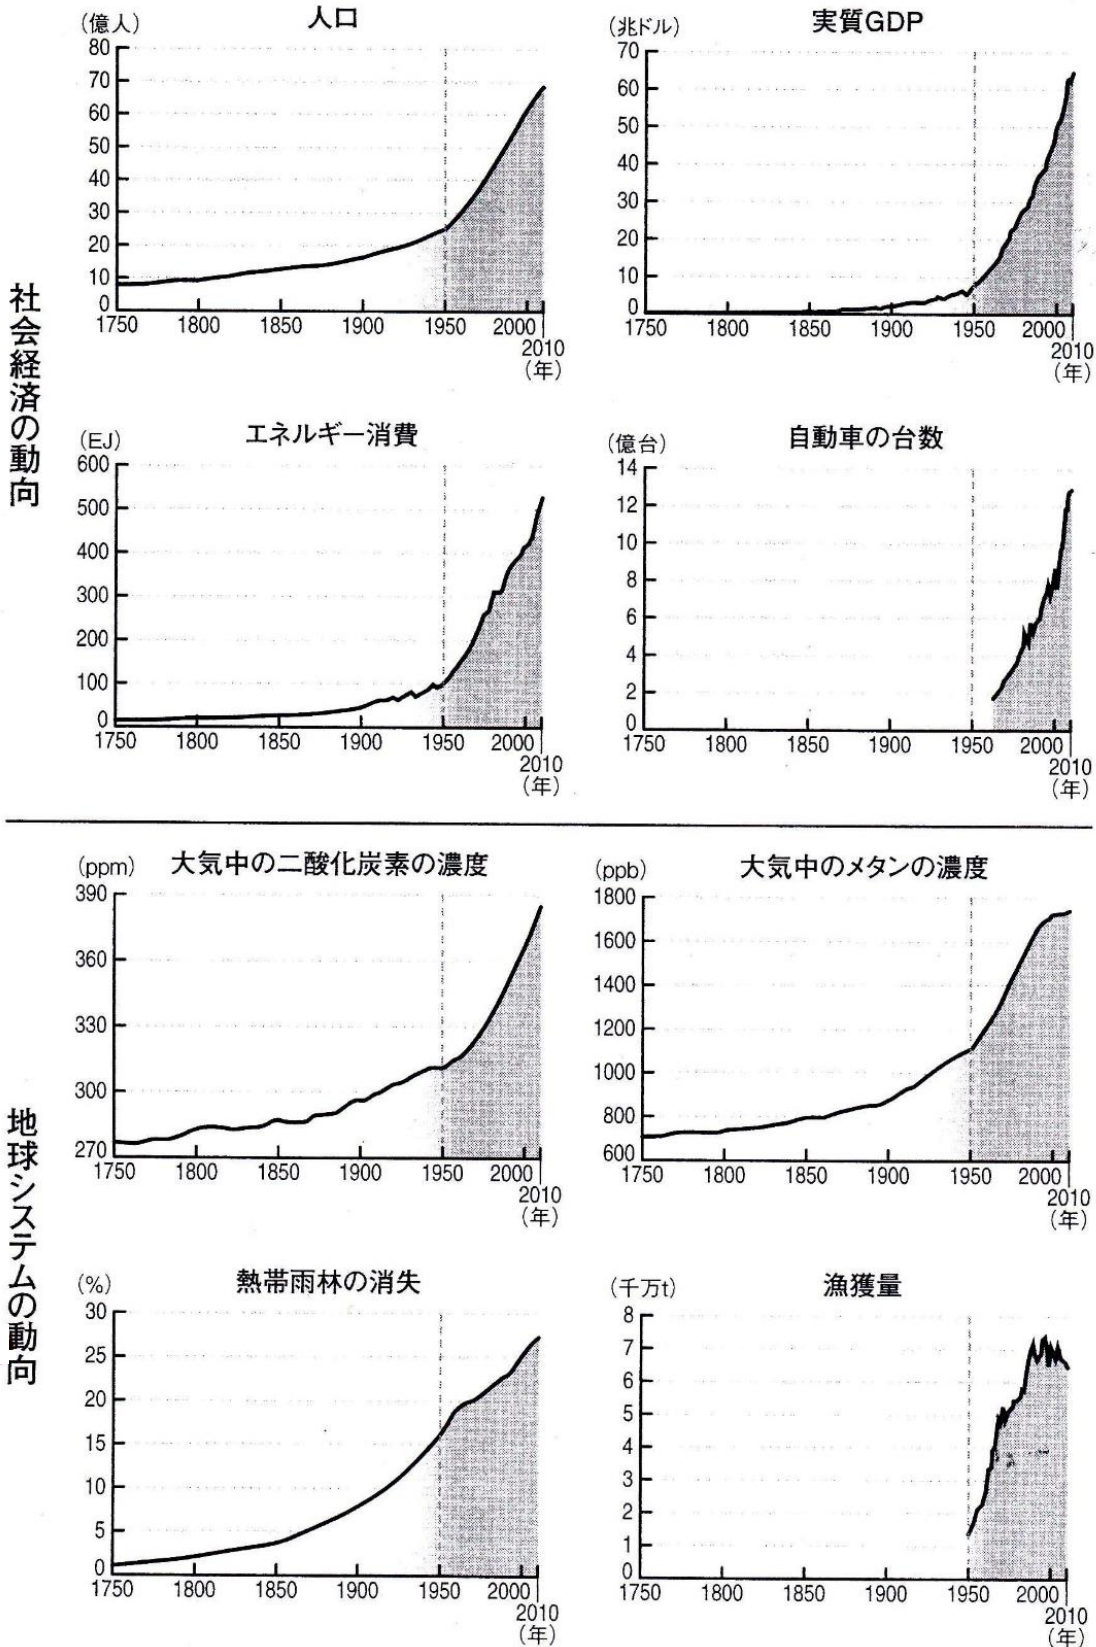 社会経済の動向
人口
(億人)
80
70
60
50
40
30
20
10
0
1750 1800 1850 1900 1950 2000
2010
(年)
実質GDP
(兆ドル)
70
60
50
40
30
20
10
0
1750 1800 1850 1900 1950 2000
2010
(年)
エネルギー消費
(EJ)
600
500
400
300
200
100
0
1750 1800 1850 1900 1950 2000
2010
(年)
自動車の台数
(億台)
14
12
10
8
6
4
2
0
1750 1800 1850 1900 1950 2000
2010
(年)
地球システムの動向
大気中の二酸化炭素の濃度
(ppm)
390
360
330
300
270
1750 1800 1850 1900 1950 2000
2010
(年)
大気中のメタンの濃度
(ppb)
1800
1600
1400
1200
1000
800
600
1750 1800 1850 1900 1950 2000
2010
(年)
熱帯雨林の消失
(%)
30
25
20
15
10
5
0
1750 1800 1850 1900 1950 2000
2010
(年)
漁獲量
(千万t)
8
7
6
5
4
3
2
1
0
1750 1800 1850 1900 1950 2000
2010
(年)